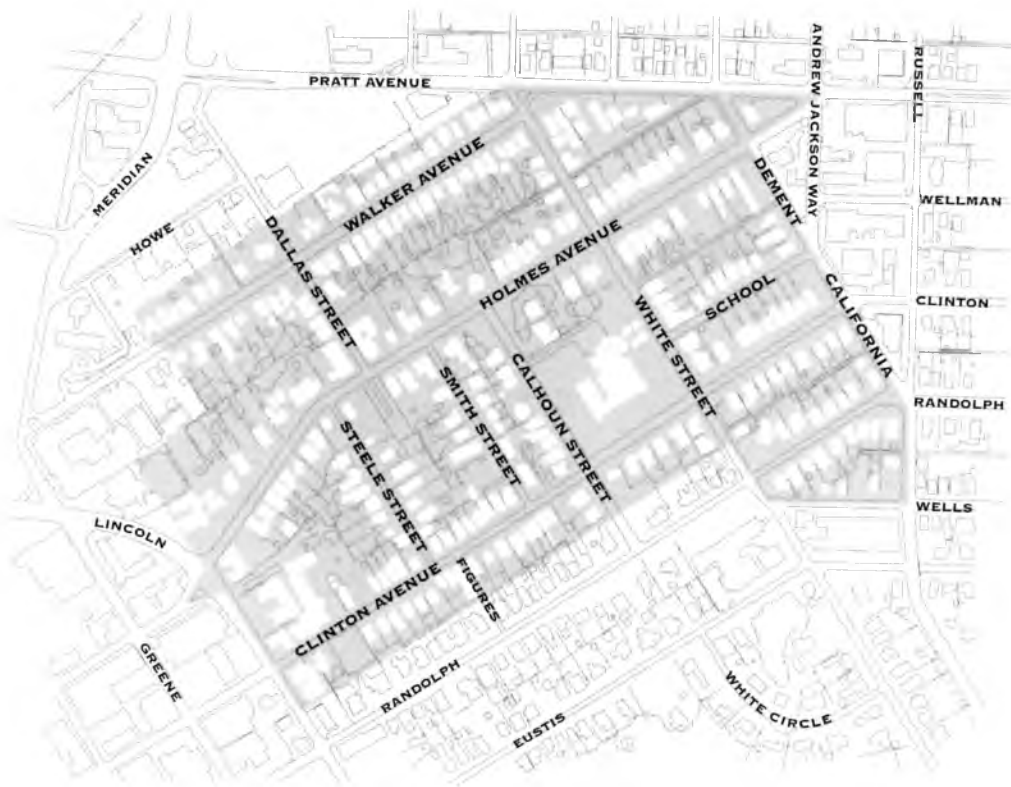 PRATT AVENUE
ANDREW JACKSON WAY
RUSSELL
MERIDIAN
WALKER AVENUE
DEMENT
WELLMAN
HOWE
DALLAS STREET
HOLMES AVENUE
SCHOOL
CALIFORNIA
CLINTON
WHITE STREET
SMITH STREET
CALHOUN STREET
RANDOLPH
STEELE STREET
WELLS
LINCOLN
CLINTON AVENUE
FIGURES
GREENE
RANDOLPH
WHITE CIRCLE
EUSTIS